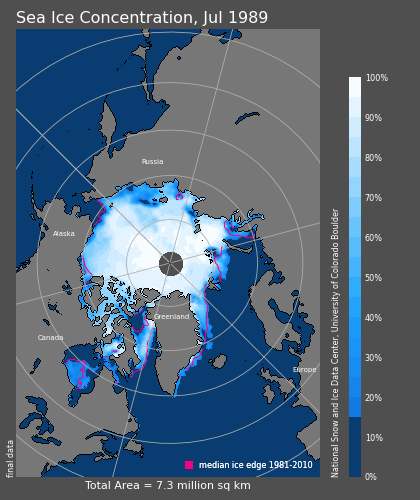 Sea Ice Concentration, Jul 1989
Russia
Alaska
Canada
Greenland
Europe
100%
90%
80%
70%
60%
50%
40%
30%
20%
10%
0%
National Snow and Ice Data Center, University of Colorado Boulder
final data
median ice edge 1981-2010
Total Area = 7.3 million sq km